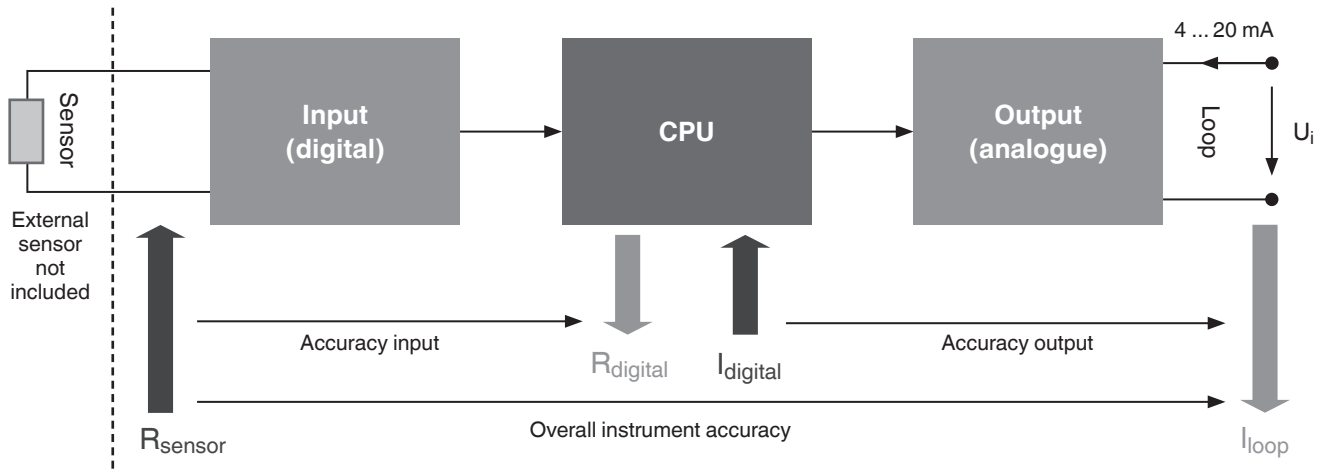 4 ... 20 mA
Sensor
Input
(digital)
CPU
Output
(analogue)
Loop
Ui
External
sensor
not
included
Accuracy input
Rdigital
Idigital
Accuracy output
Rsensor
Overall instrument accuracy
Iloop